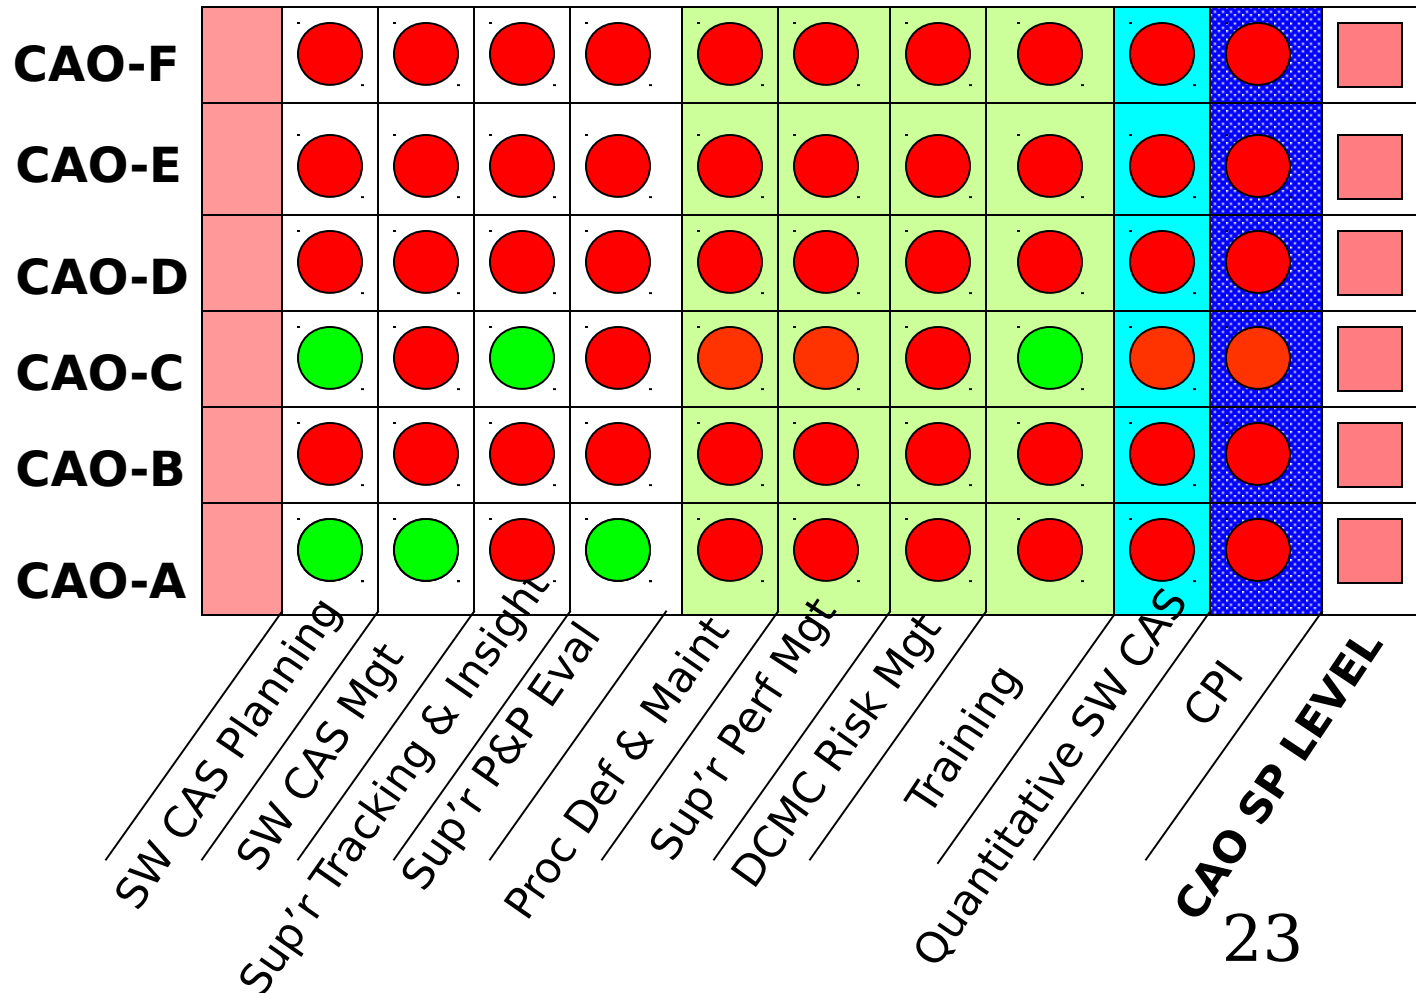 CAO-F
CAO-E
CAO-D
CAO-C
CAO-B
CAO-A
SW CAS Planning
SW CAS Mgt
Sup’r Tracking & Insight
Sup’r P&P Eval
Proc Def & Maint
Sup’r Perf Mgt
DCMC Risk Mgt
Training
Quantitative SW CAS
CPI
CAO SP LEVEL
23